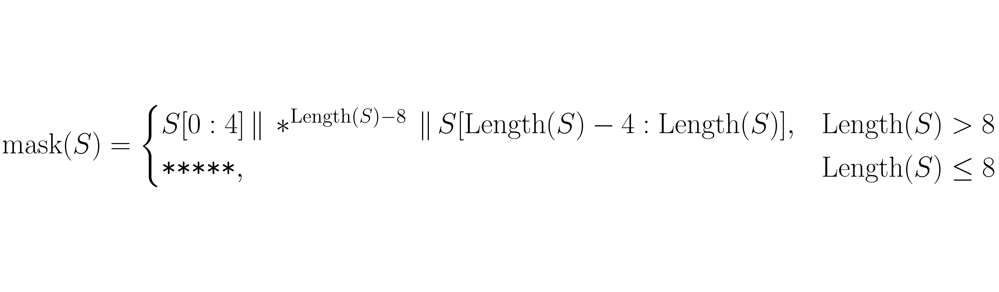 mask(S) = { S[0 : 4] ∥ *^{Length(S)−8} ∥ S[Length(S) − 4 : Length(S)], Length(S) > 8
*****, Length(S) ≤ 8